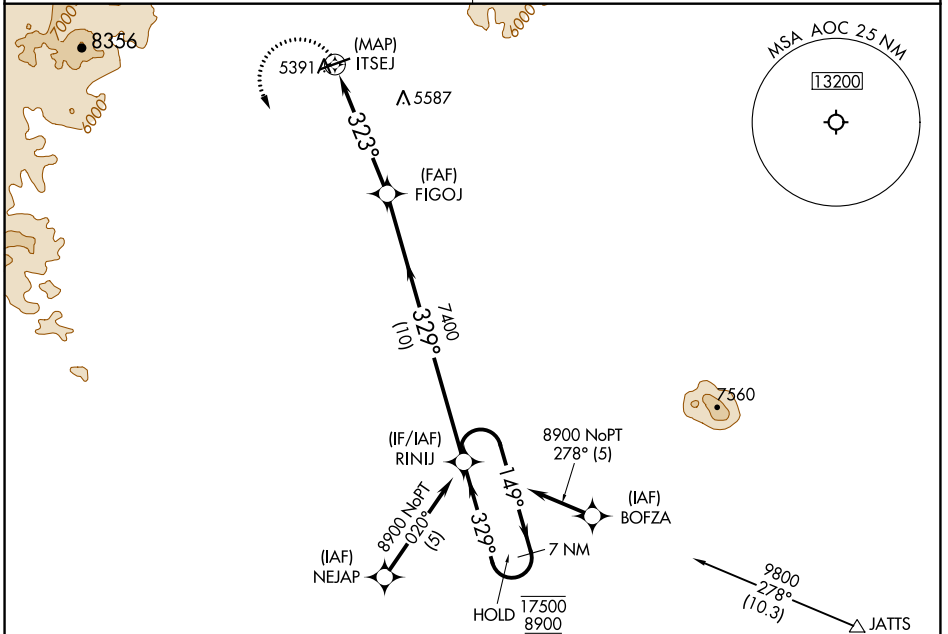 7000
8356
6000
(MAP)
ITSEJ
5391
5587
6000
MSA AOC 25 NM
13200
323°
(FAF)
FIGOJ
7400
329°
(10)
7560
(IF/IAF)
RINIJ
8900 NoPT
278° (5)
(IAF)
BOFZA
149°
329°
8900 NoPT
020°
(5)
(IAF)
NEJAP
7 NM
HOLD
17500
8900
9800
278°
(10.3)
JATTS